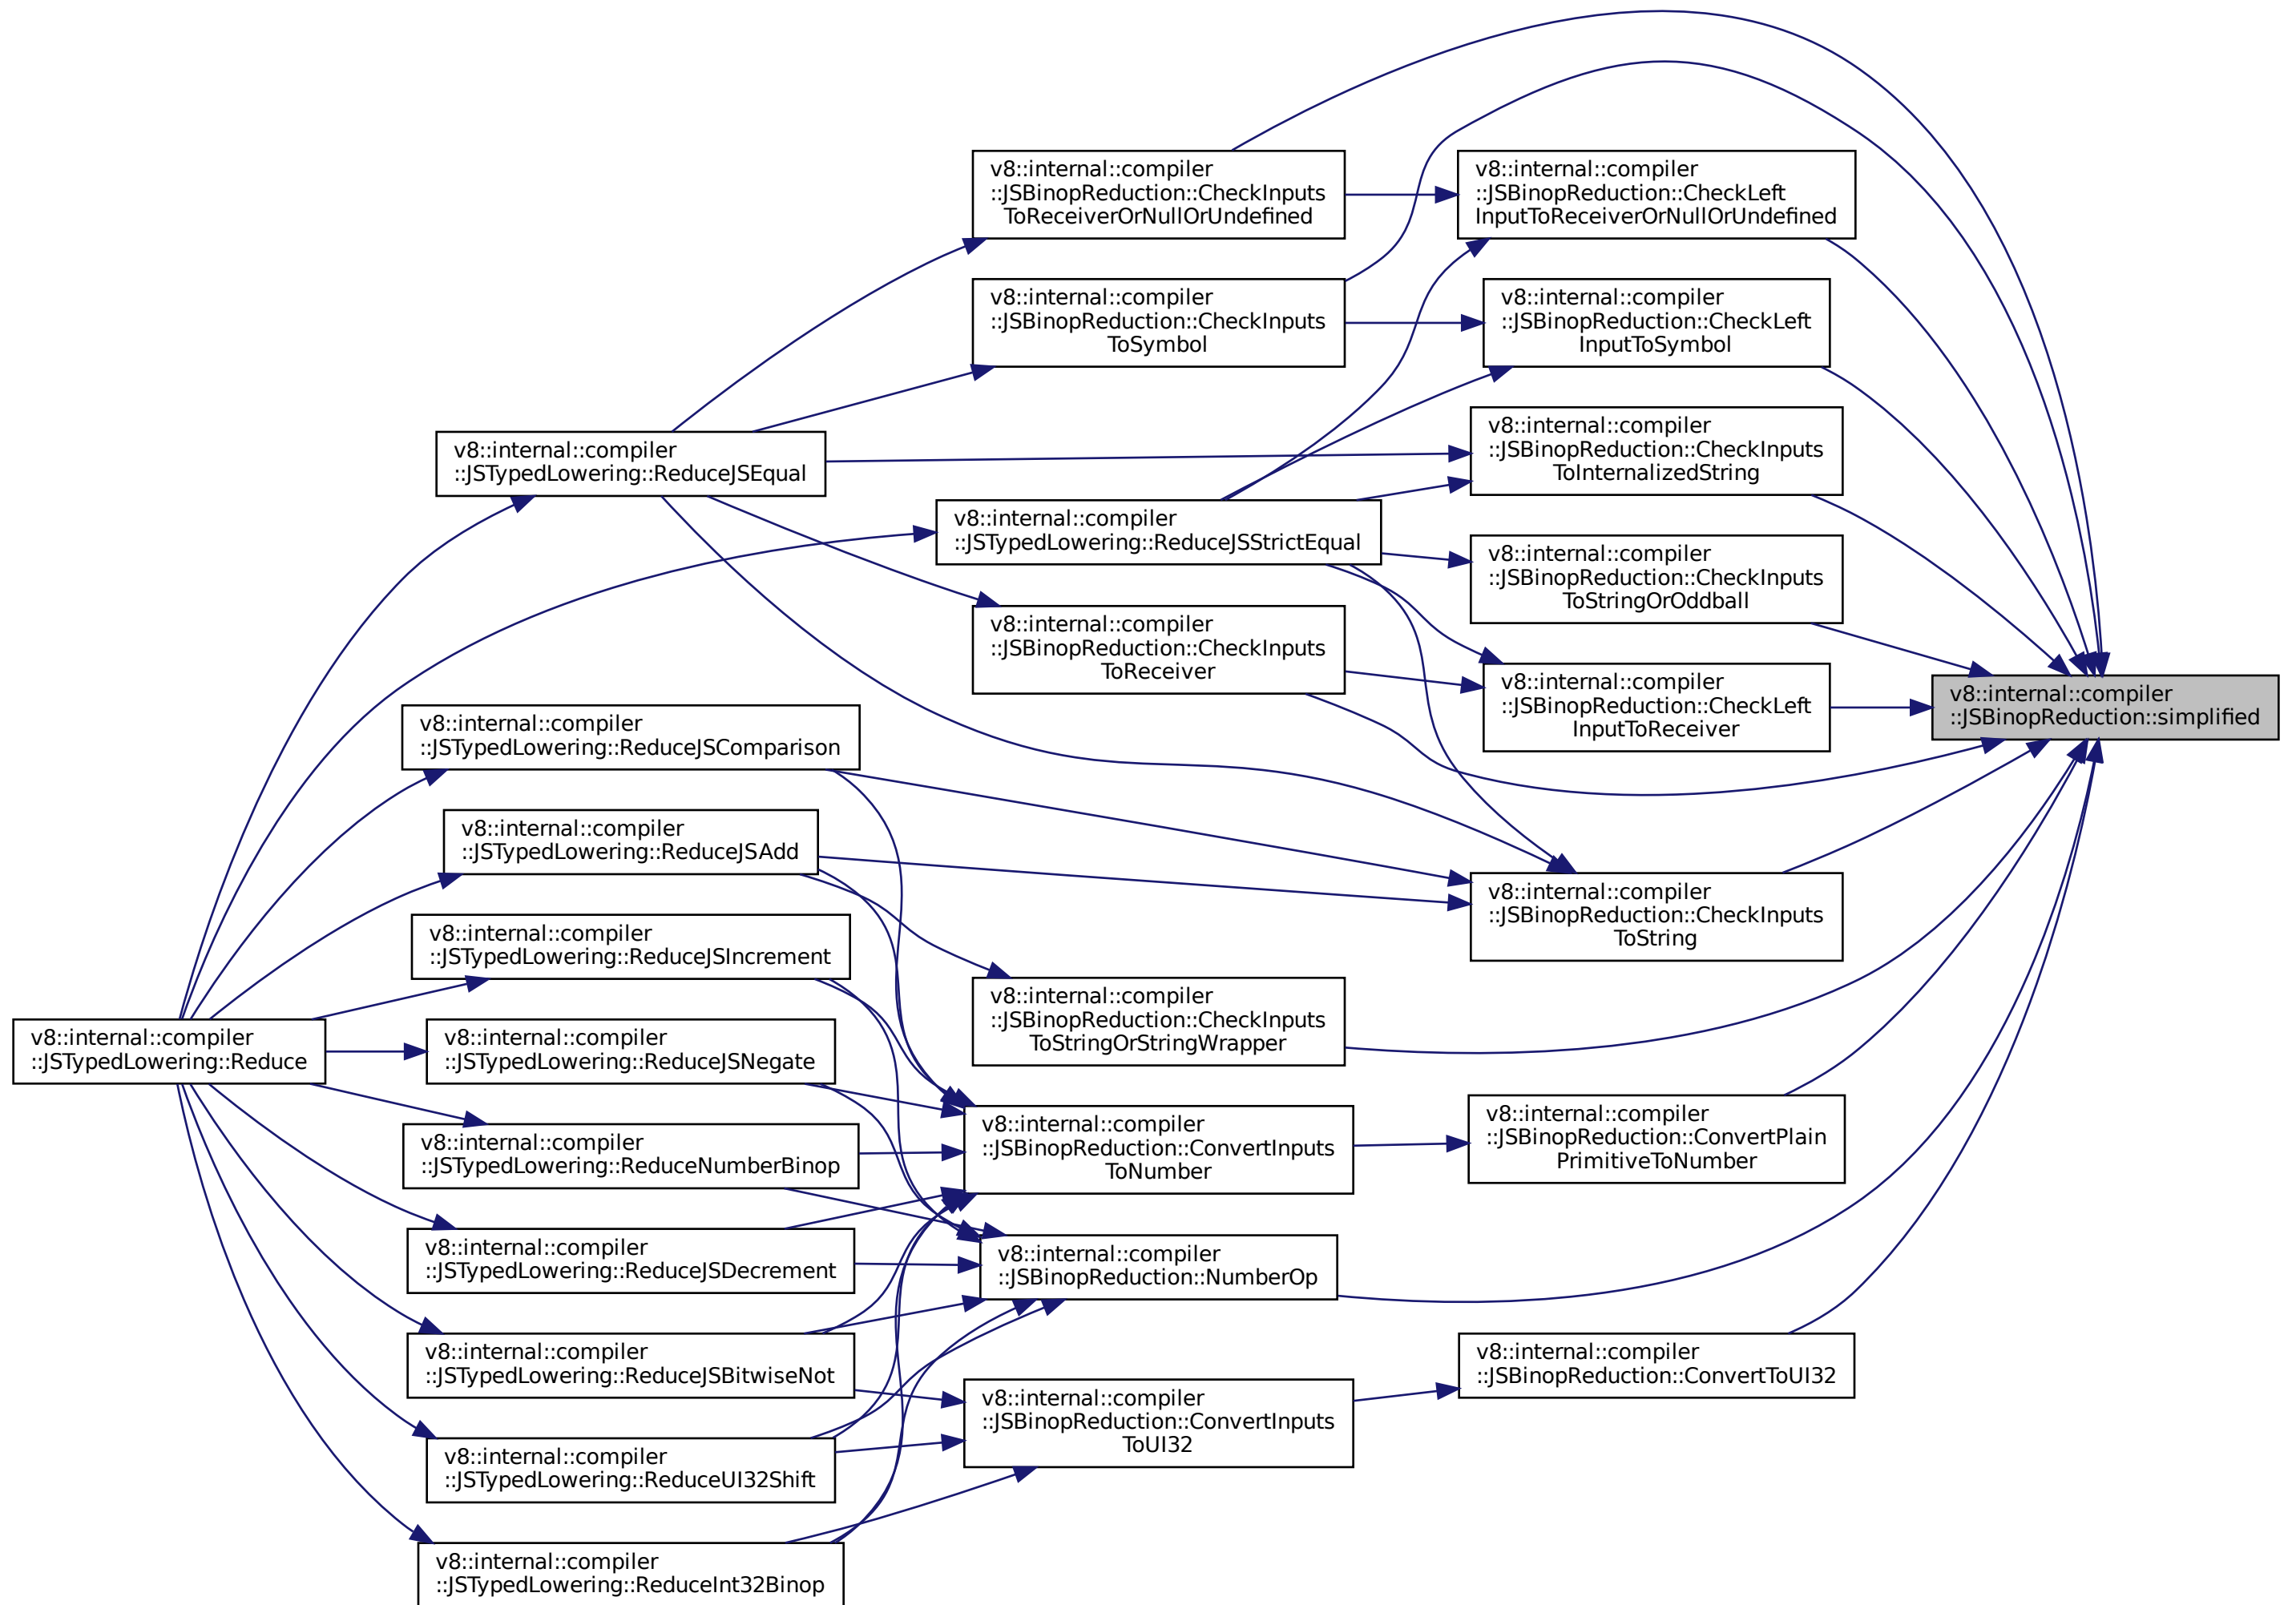 v8::internal::compiler
::JSBinopReduction::CheckInputs
ToReceiverOrNullOrUndefined
v8::internal::compiler
::JSBinopReduction::CheckLeft
InputToReceiverOrNullOrUndefined
v8::internal::compiler
::JSBinopReduction::CheckInputs
ToSymbol
v8::internal::compiler
::JSBinopReduction::CheckLeft
InputToSymbol
v8::internal::compiler
::JSTypedLowering::ReduceJSEqual
v8::internal::compiler
::JSBinopReduction::CheckInputs
ToInternalizedString
v8::internal::compiler
::JSTypedLowering::ReduceJSStrictEqual
v8::internal::compiler
::JSBinopReduction::CheckInputs
ToStringOrOddball
v8::internal::compiler
::JSBinopReduction::CheckInputs
ToReceiver
v8::internal::compiler
::JSBinopReduction::CheckLeft
InputToReceiver
v8::internal::compiler
::JSBinopReduction::simplified
v8::internal::compiler
::JSTypedLowering::ReduceJSComparison
v8::internal::compiler
::JSTypedLowering::ReduceJSAdd
v8::internal::compiler
::JSBinopReduction::CheckInputs
ToString
v8::internal::compiler
::JSTypedLowering::ReduceJSIncrement
v8::internal::compiler
::JSBinopReduction::CheckInputs
ToStringOrStringWrapper
v8::internal::compiler
::JSTypedLowering::Reduce
v8::internal::compiler
::JSTypedLowering::ReduceJSNegate
v8::internal::compiler
::JSBinopReduction::ConvertInputs
ToNumber
v8::internal::compiler
::JSBinopReduction::ConvertPlain
PrimitiveToNumber
v8::internal::compiler
::JSTypedLowering::ReduceNumberBinop
v8::internal::compiler
::JSTypedLowering::ReduceJSDecrement
v8::internal::compiler
::JSBinopReduction::NumberOp
v8::internal::compiler
::JSTypedLowering::ReduceJSBitwiseNot
v8::internal::compiler
::JSBinopReduction::ConvertToUI32
v8::internal::compiler
::JSBinopReduction::ConvertInputs
ToUI32
v8::internal::compiler
::JSTypedLowering::ReduceUI32Shift
v8::internal::compiler
::JSTypedLowering::ReduceInt32Binop